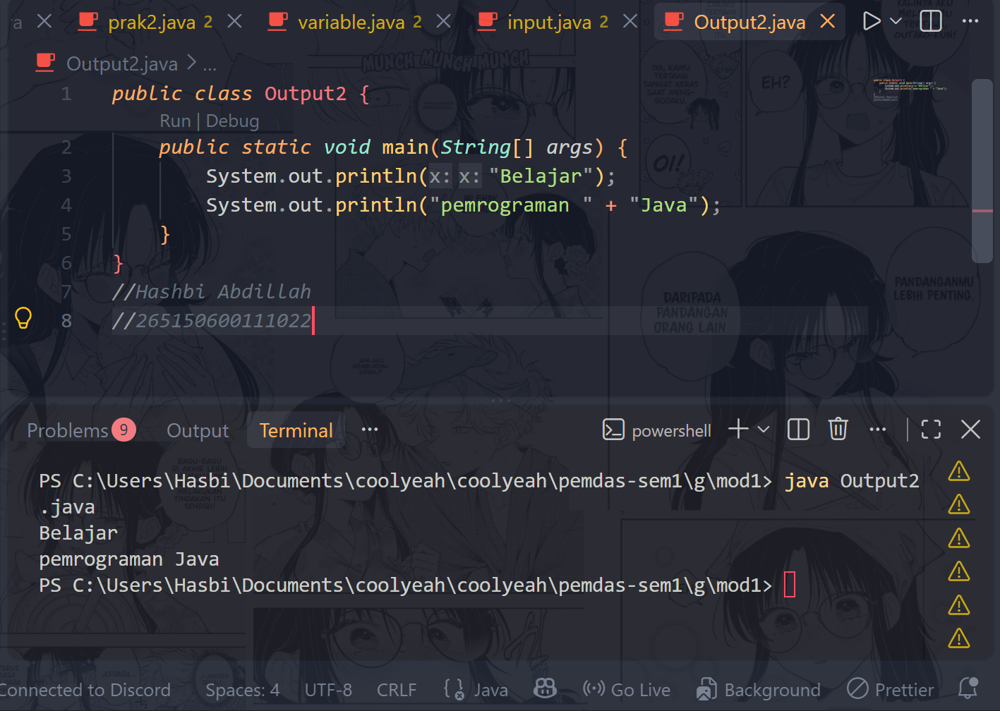 prak2.java 2
variable.java 2
input.java 2
Output2.java
Output2.java > ...
1 public class Output2 {
Run | Debug
2 public static void main(String[] args) {
3 System.out.println(x: x: "Belajar");
4 System.out.println("pemrograman " + "Java");
5 }
6 }
7 //Hashbi Abdillah
8 //265150600111022
MUNCH MUNCH MUNCH
IYA, KAMU
TERTAWA
SANGAT KERAS
SAAT MENG-
GODAKU.
EH?
OI!
DARIPADA
PANDANGAN
ORANG LAIN.
PANDANGANMU
LEBIH PENTING.
Problems 9 Output Terminal ... powershell
PS C:\Users\Hasbi\Documents\coolyeah\coolyeah\pemdas-sem1\g\mod1> java Output2
.java
Belajar
pemrograman Java
PS C:\Users\Hasbi\Documents\coolyeah\coolyeah\pemdas-sem1\g\mod1>
RAGU-RAGU
DI AKHIR LEBIH
TINDAKAN ITU
SENDIRI!
Connected to Discord Spaces: 4 UTF-8 CRLF Java Go Live Background Prettier